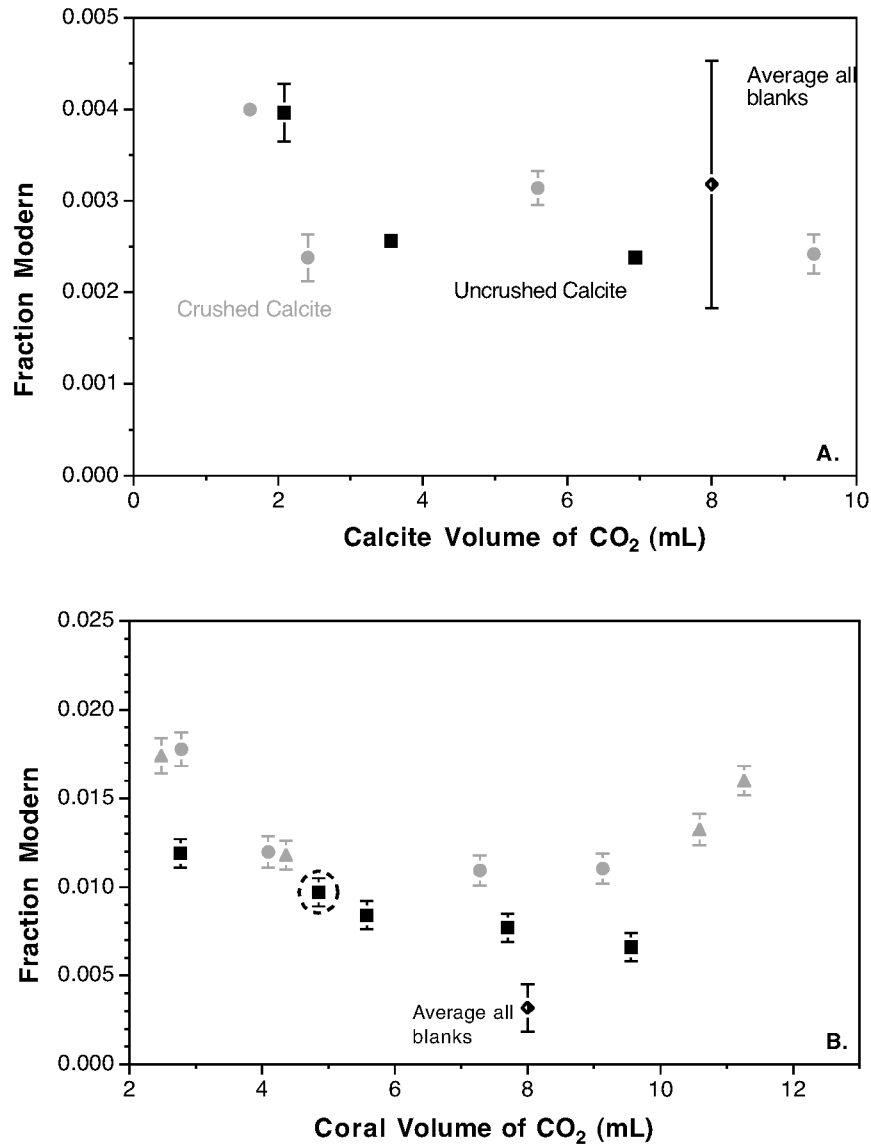 0.005
0.004
0.003
0.002
0.001
0.000
Fraction Modern
Average all
blanks
Crushed Calcite
Uncrushed Calcite
A.
0 2 4 6 8 10
Calcite Volume of CO₂ (mL)
0.025
0.020
0.015
0.010
0.005
0.000
Fraction Modern
Average all
blanks
B.
2 4 6 8 10 12
Coral Volume of CO₂ (mL)